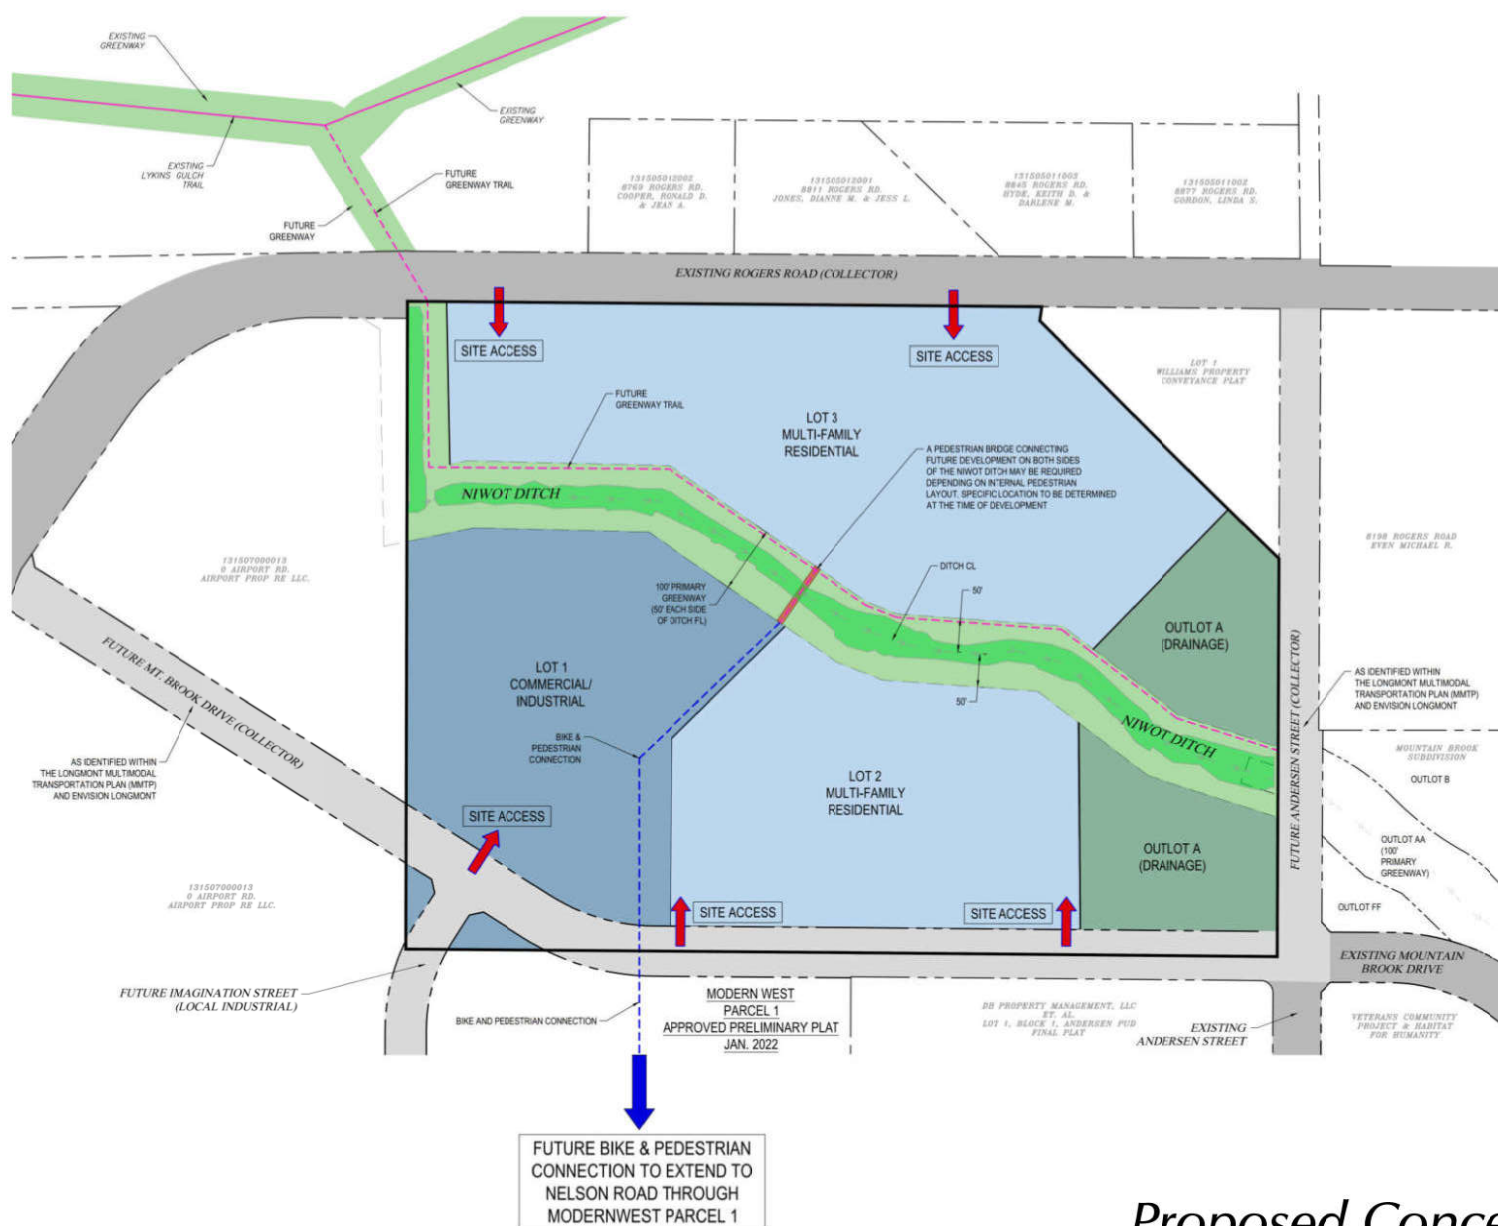 EXISTING
GREENWAY
EXISTING
GREENWAY
EXISTING
LYKINS GULCH
TRAIL
FUTURE
GREENWAY TRAIL
FUTURE
GREENWAY
131505012002
8769 ROGERS RD.
COOPER, RONALD D.
& JEAN A.
131505012001
8811 ROGERS RD.
JONES, DIANNE M. & JESS L.
131505011003
8845 ROGERS RD.
HYDE, KEITH D. &
DARLENE M.
131505011002
8877 ROGERS RD.
GORDON, LINDA S.
EXISTING ROGERS ROAD (COLLECTOR)
SITE ACCESS
SITE ACCESS
LOT 1
WILLIAMS PROPERTY
CONVEYANCE PLAT
FUTURE
GREENWAY TRAIL
LOT 3
MULTI-FAMILY
RESIDENTIAL
A PEDESTRIAN BRIDGE CONNECTING
FUTURE DEVELOPMENT ON BOTH SIDES
OF THE NIWOT DITCH MAY BE REQUIRED
DEPENDING ON INTERNAL PEDESTRIAN
LAYOUT. SPECIFIC LOCATION TO BE DETERMINED
AT THE TIME OF DEVELOPMENT
NIWOT DITCH
8198 ROGERS ROAD
EVEN MICHAEL R.
131507000013
0 AIRPORT RD.
AIRPORT PROP RE LLC.
100' PRIMARY
GREENWAY
(50' EACH SIDE
OF DITCH FL)
DITCH CL
50'
50'
OUTLOT A
(DRAINAGE)
LOT 1
COMMERCIAL/
INDUSTRIAL
FUTURE MT. BROOK DRIVE (COLLECTOR)
FUTURE ANDERSEN STREET (COLLECTOR)
AS IDENTIFIED WITHIN
THE LONGMONT MULTIMODAL
TRANSPORTATION PLAN (MMTP)
AND ENVISION LONGMONT
NIWOT DITCH
BIKE &
PEDESTRIAN
CONNECTION
AS IDENTIFIED WITHIN
THE LONGMONT MULTIMODAL
TRANSPORTATION PLAN (MMTP)
AND ENVISION LONGMONT
LOT 2
MULTI-FAMILY
RESIDENTIAL
MOUNTAIN BROOK
SUBDIVISION
OUTLOT B
SITE ACCESS
OUTLOT A
(DRAINAGE)
OUTLOT AA
(100'
PRIMARY
GREENWAY)
131507000013
0 AIRPORT RD.
AIRPORT PROP RE LLC.
SITE ACCESS
SITE ACCESS
OUTLOT FF
EXISTING MOUNTAIN
BROOK DRIVE
FUTURE IMAGINATION STREET
(LOCAL INDUSTRIAL)
BIKE AND PEDESTRIAN CONNECTION
MODERN WEST
PARCEL 1
APPROVED PRELIMINARY PLAT
JAN. 2022
DB PROPERTY MANAGEMENT, LLC
ET. AL.
LOT 1, BLOCK 1, ANDERSEN PUD
FINAL PLAT
EXISTING
ANDERSEN STREET
VETERANS COMMUNITY
PROJECT & HABITAT
FOR HUMANITY
FUTURE BIKE & PEDESTRIAN
CONNECTION TO EXTEND TO
NELSON ROAD THROUGH
MODERNWEST PARCEL 1
Proposed Conce